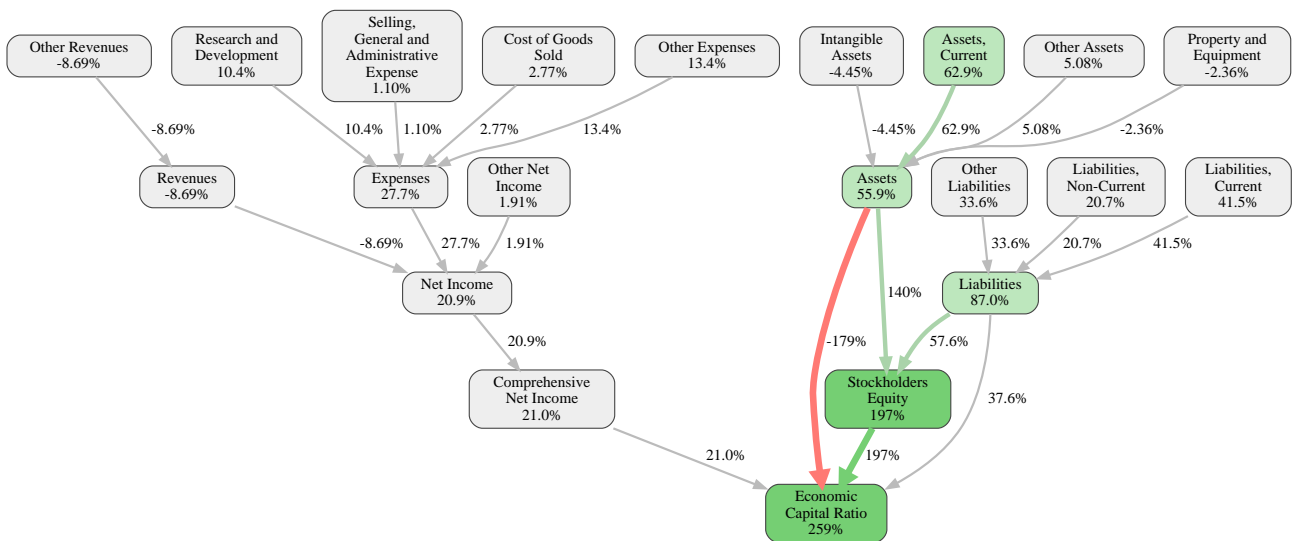 Other Revenues
-8.69%
Research and
Development
10.4%
Selling,
General and
Administrative
Expense
1.10%
Cost of Goods
Sold
2.77%
Other Expenses
13.4%
Intangible
Assets
-4.45%
Assets,
Current
62.9%
Other Assets
5.08%
Property and
Equipment
-2.36%
-8.69%
10.4%
1.10%
2.77%
13.4%
-4.45%
62.9%
5.08%
-2.36%
Revenues
-8.69%
Expenses
27.7%
Other Net
Income
1.91%
Assets
55.9%
Other
Liabilities
33.6%
Liabilities,
Non-Current
20.7%
Liabilities,
Current
41.5%
-8.69%
27.7%
1.91%
33.6%
20.7%
41.5%
Net Income
20.9%
Liabilities
87.0%
140%
20.9%
-179%
57.6%
Comprehensive
Net Income
21.0%
Stockholders
Equity
197%
37.6%
21.0%
197%
Economic
Capital Ratio
259%